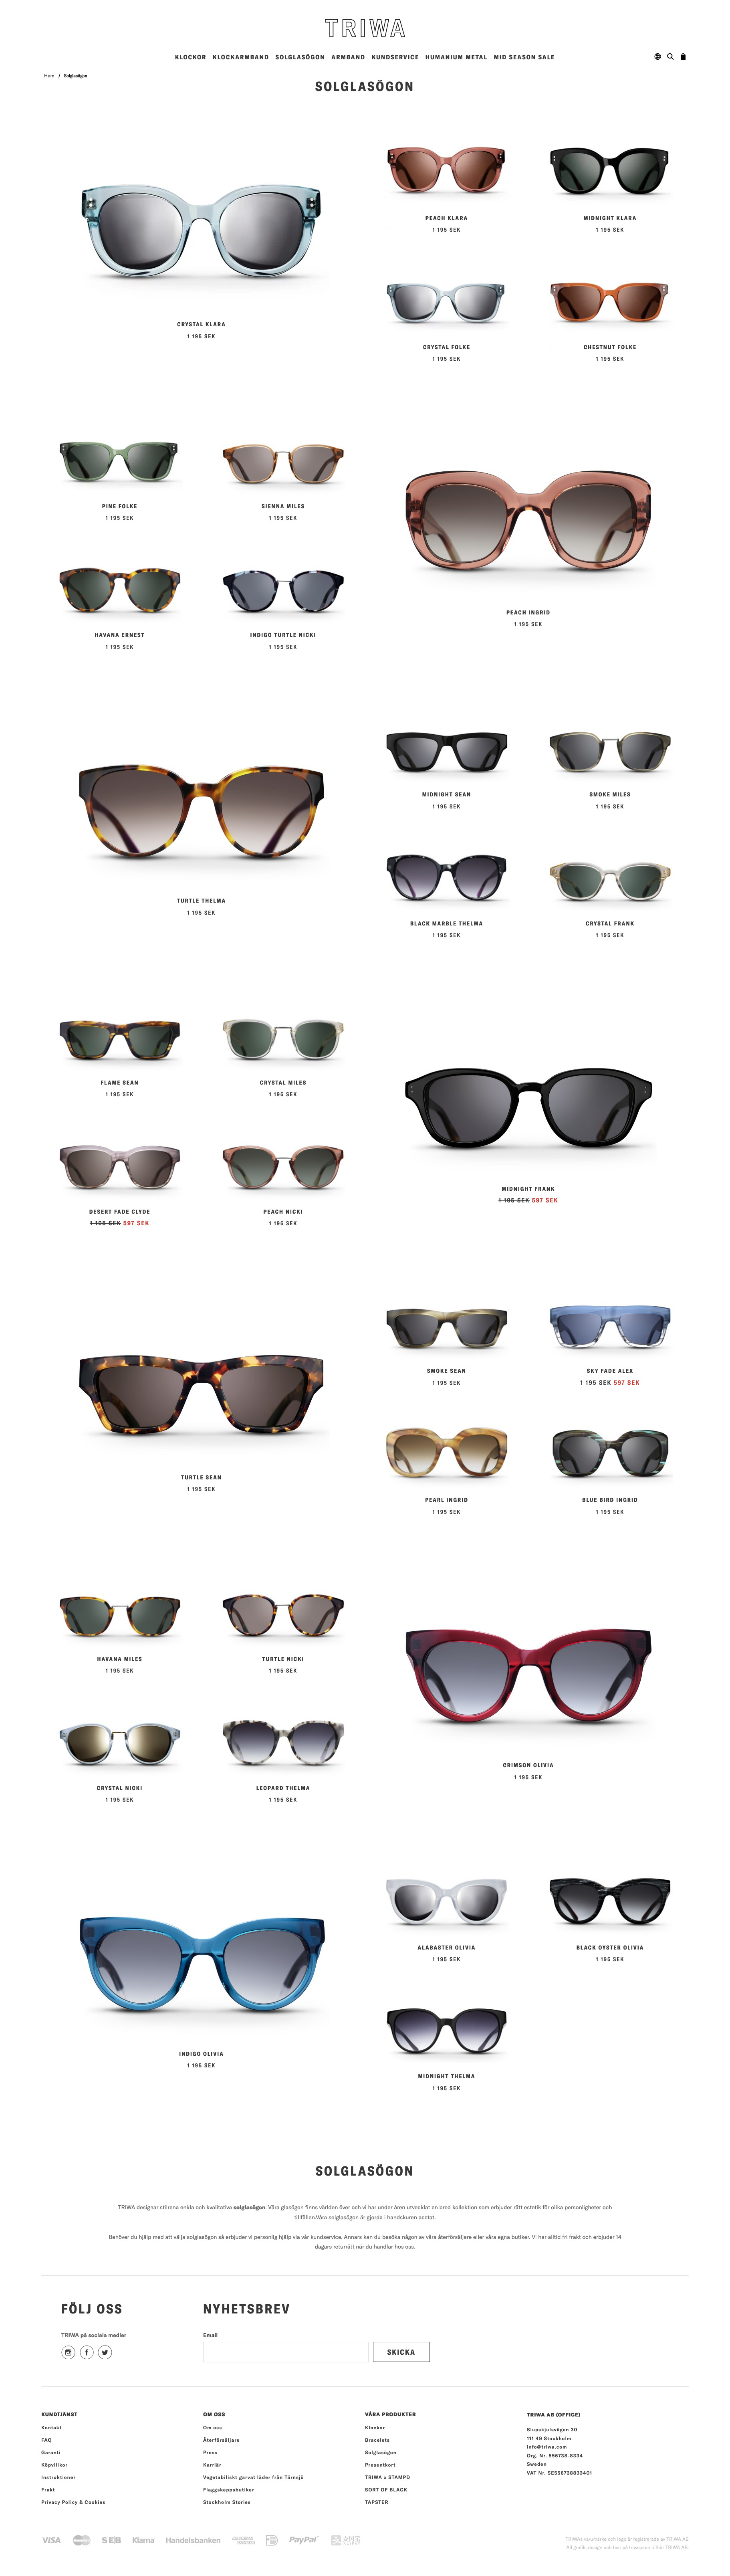 TRIWA
KLOCKOR KLOCKARMBAND SOLGLASÖGON ARMBAND KUNDSERVICE HUMANIUM METAL MID SEASON SALE
Hem / Solglasögon
SOLGLASÖGON
PEACH KLARA
1 195 SEK
MIDNIGHT KLARA
1 195 SEK
CRYSTAL KLARA
1 195 SEK
CRYSTAL FOLKE
1 195 SEK
CHESTNUT FOLKE
1 195 SEK
PINE FOLKE
1 195 SEK
SIENNA MILES
1 195 SEK
HAVANA ERNEST
1 195 SEK
INDIGO TURTLE NICKI
1 195 SEK
PEACH INGRID
1 195 SEK
TURTLE THELMA
1 195 SEK
MIDNIGHT SEAN
1 195 SEK
SMOKE MILES
1 195 SEK
BLACK MARBLE THELMA
1 195 SEK
CRYSTAL FRANK
1 195 SEK
FLAME SEAN
1 195 SEK
CRYSTAL MILES
1 195 SEK
DESERT FADE CLYDE
1 195 SEK 597 SEK
PEACH NICKI
1 195 SEK
MIDNIGHT FRANK
1 195 SEK 597 SEK
TURTLE SEAN
1 195 SEK
SMOKE SEAN
1 195 SEK
SKY FADE ALEX
1 195 SEK 597 SEK
PEARL INGRID
1 195 SEK
BLUE BIRD INGRID
1 195 SEK
HAVANA MILES
1 195 SEK
TURTLE NICKI
1 195 SEK
CRYSTAL NICKI
1 195 SEK
LEOPARD THELMA
1 195 SEK
CRIMSON OLIVIA
1 195 SEK
INDIGO OLIVIA
1 195 SEK
ALABASTER OLIVIA
1 195 SEK
BLACK OYSTER OLIVIA
1 195 SEK
MIDNIGHT THELMA
1 195 SEK
SOLGLASÖGON
TRIWA designar stilrena enkla och kvalitativa solglasögon. Våra glasögon finns världen över och vi har under åren utvecklat en bred kollektion som erbjuder rätt estetik för olika personligheter och
tillfällen.Våra solglasögon är gjorda i handskuren acetat.
Behöver du hjälp med att välja solglasögon så erbjuder vi personlig hjälp via vår kundservice. Annars kan du besöka någon av våra återförsäljare eller våra egna butiker. Vi har alltid fri frakt och erbjuder 14
dagars returrätt när du handlar hos oss.
FÖLJ OSS
TRIWA på sociala medier
NYHETSBREV
Email
SKICKA
KUNDTJÄNST
Kontakt
FAQ
Garanti
Köpvillkor
Instruktioner
Frakt
Privacy Policy & Cookies
OM OSS
Om oss
Återförsäljare
Press
Karriär
Vegetabiliskt garvat läder från Tärnsjö
Flaggskeppsbutiker
Stockholm Stories
VÅRA PRODUKTER
Klockor
Bracelets
Solglasögon
Presentkort
TRIWA x STAMPD
SORT OF BLACK
TAPSTER
TRIWA AB (OFFICE)
Slupskjulsvägen 30
111 49 Stockholm
info@triwa.com
Org. Nr. 556738-8334
Sweden
VAT Nr. SE556738833401
VISA SEB Klarna Handelsbanken PayPal
TRIWAs varumärke och logo är registrerade av TRIWA AB
All grafik, design och text på triwa.com tillhör TRIWA AB.